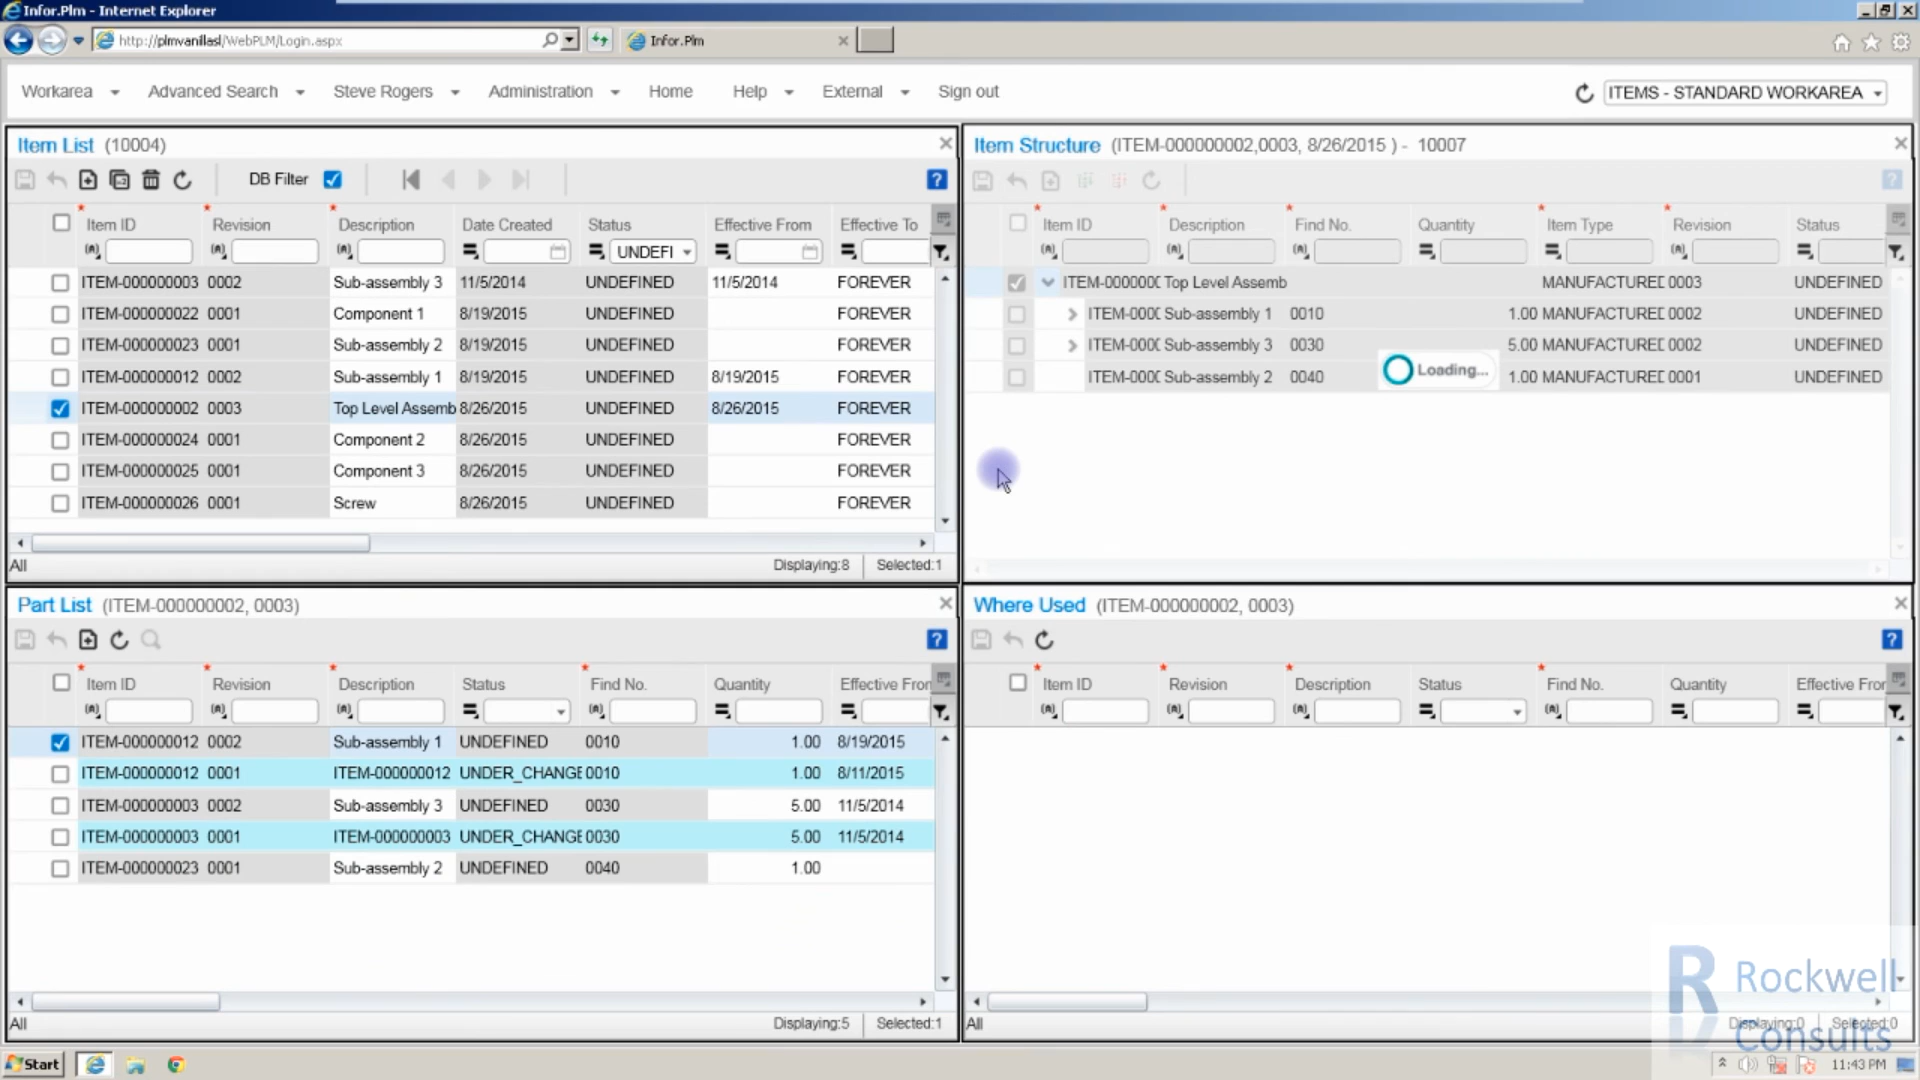 Infor.Plm - Internet Explorer
http://plmvanillasl/WebPLM/Login.aspx
Infor.Plm
Workarea Advanced Search Steve Rogers Administration Home Help External Sign out
ITEMS - STANDARD WORKAREA
Item List (10004)
DB Filter
Item ID Revision Description Date Created Status Effective From Effective To
UNDEFI
ITEM-000000003 0002 Sub-assembly 3 11/5/2014 UNDEFINED 11/5/2014 FOREVER
ITEM-000000022 0001 Component 1 8/19/2015 UNDEFINED FOREVER
ITEM-000000023 0001 Sub-assembly 2 8/19/2015 UNDEFINED FOREVER
ITEM-000000012 0002 Sub-assembly 1 8/19/2015 UNDEFINED 8/19/2015 FOREVER
ITEM-000000002 0003 Top Level Assemb 8/26/2015 UNDEFINED 8/26/2015 FOREVER
ITEM-000000024 0001 Component 2 8/26/2015 UNDEFINED FOREVER
ITEM-000000025 0001 Component 3 8/26/2015 UNDEFINED FOREVER
ITEM-000000026 0001 Screw 8/26/2015 UNDEFINED FOREVER
All Displaying:8 Selected:1
Item Structure (ITEM-000000002,0003, 8/26/2015 ) - 10007
Item ID Description Find No. Quantity Item Type Revision Status
ITEM-000000 Top Level Assemb MANUFACTURED 0003 UNDEFINED
ITEM-000 Sub-assembly 1 0010 1.00 MANUFACTURED 0002 UNDEFINED
ITEM-000 Sub-assembly 3 0030 5.00 MANUFACTURED 0002 UNDEFINED
ITEM-000 Sub-assembly 2 0040 1.00 MANUFACTURED 0001 UNDEFINED
Loading...
Part List (ITEM-000000002, 0003)
Item ID Revision Description Status Find No. Quantity Effective Fron
ITEM-000000012 0002 Sub-assembly 1 UNDEFINED 0010 1.00 8/19/2015
ITEM-000000012 0001 ITEM-000000012 UNDER_CHANGE 0010 1.00 8/11/2015
ITEM-000000003 0002 Sub-assembly 3 UNDEFINED 0030 5.00 11/5/2014
ITEM-000000003 0001 ITEM-000000003 UNDER_CHANGE 0030 5.00 11/5/2014
ITEM-000000023 0001 Sub-assembly 2 UNDEFINED 0040 1.00
All Displaying:5 Selected:1
Where Used (ITEM-000000002, 0003)
Item ID Revision Description Status Find No. Quantity Effective Fror
All Displaying:0 Selected:0
R Rockwell
Consults
Start 11:43 PM